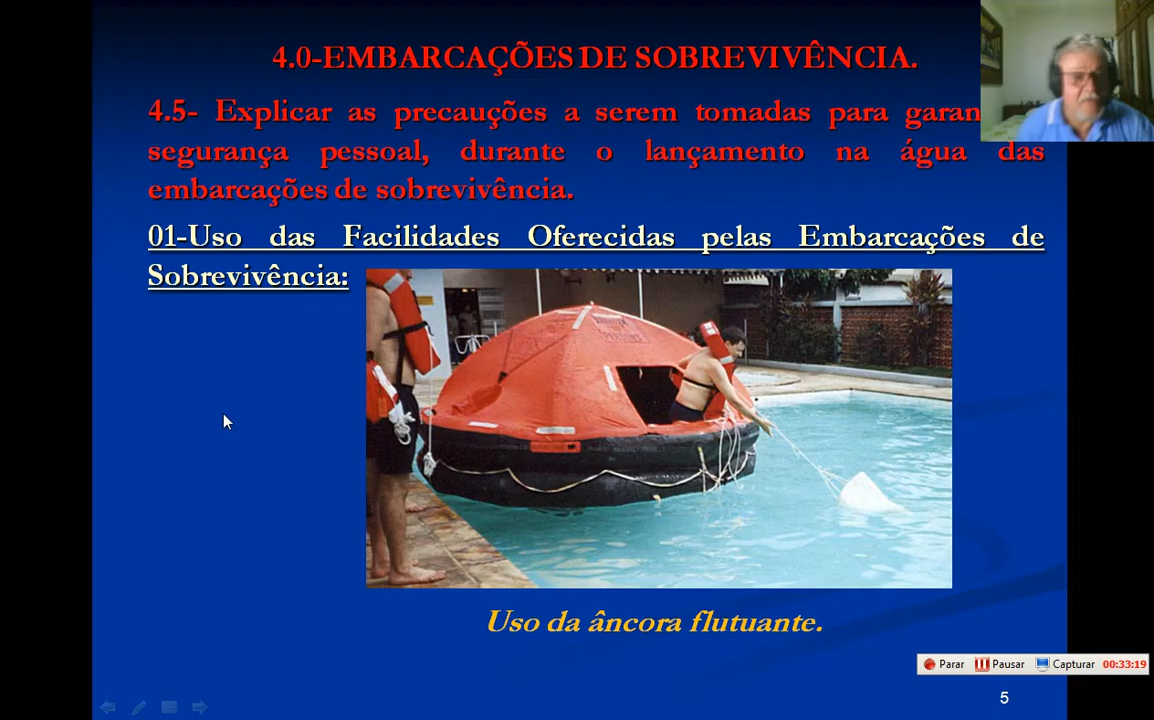 4.0-EMBARCAÇÕES DE SOBREVIVÊNCIA.
4.5- Explicar as precauções a serem tomadas para
segurança pessoal, durante o lançamento na água das
embarcações de sobrevivência.
01-Uso das Facilidades Oferecidas pelas Embarcações de
Sobrevivência:
Uso da âncora flutuante.
Parar Pausar Capturar 00:33:19
5